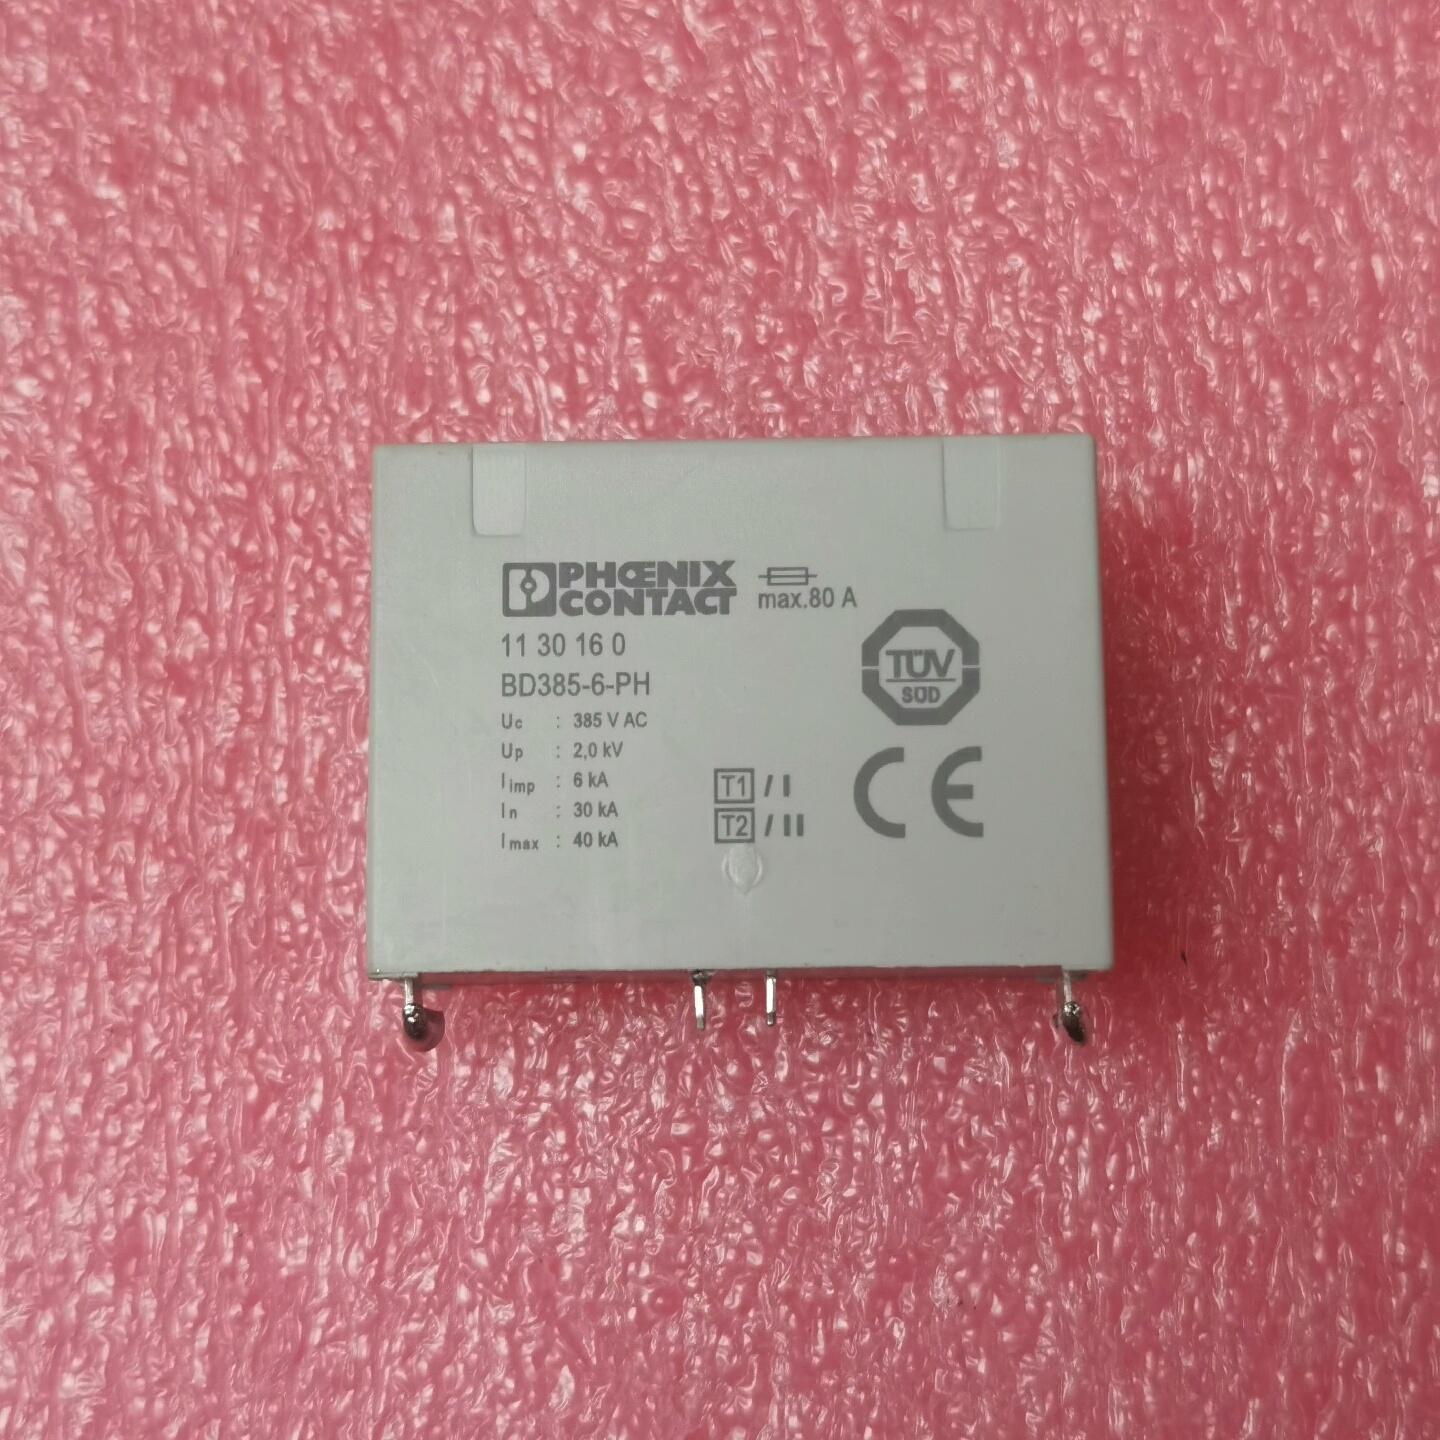 PHŒNIX
CONTACT
max.80 A
11 30 16 0
BD385-6-PH
Uc : 385 V AC
Up : 2,0 kV
Iimp : 6 kA
In : 30 kA
Imax : 40 kA
T1 / I
T2 / II
TÜV
SÜD
CE